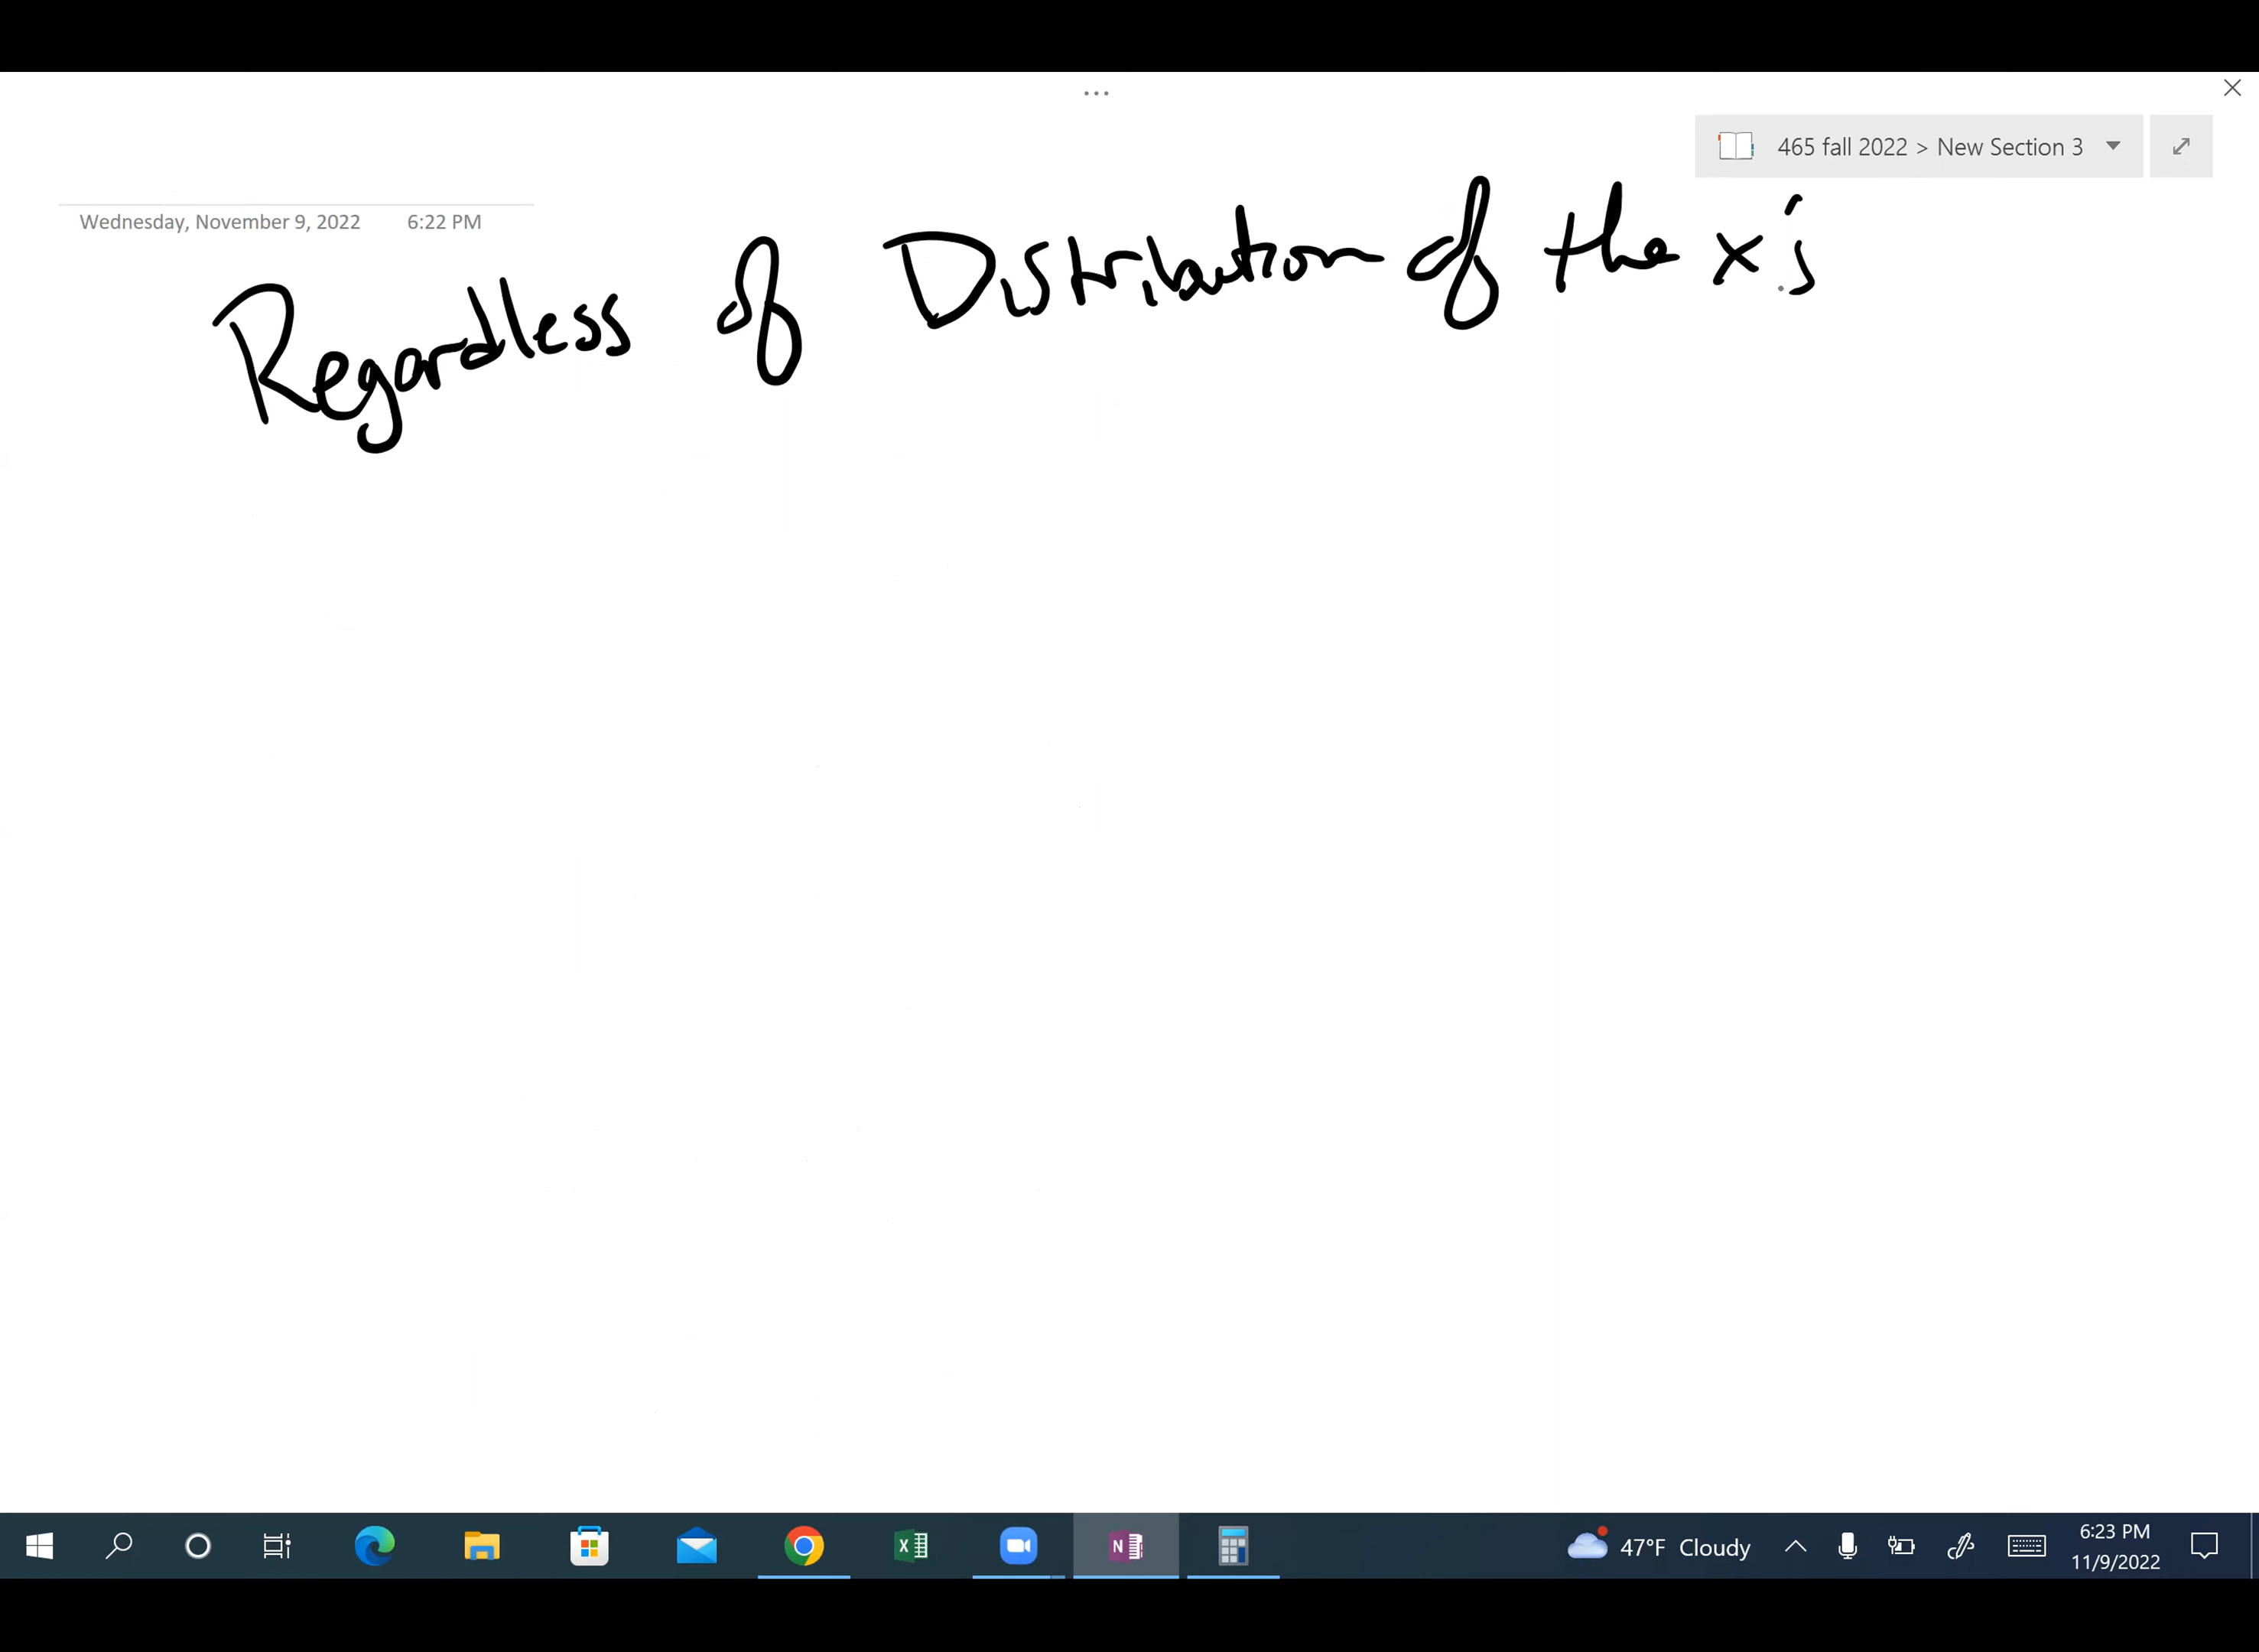 465 fall 2022 > New Section 3
Wednesday, November 9, 2022 6:22 PM
Regardless of Distribution of the x's
47°F Cloudy
6:23 PM
11/9/2022